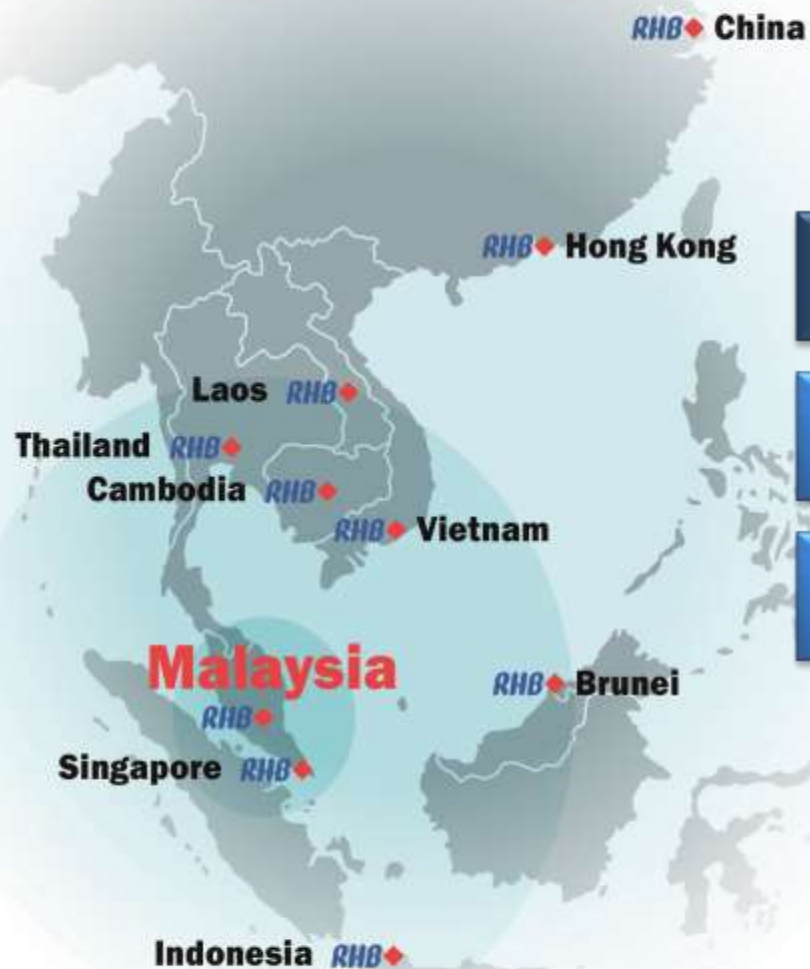 RHB China
RHB Hong Kong
Laos RHB
Thailand RHB
Cambodia RHB
RHB Vietnam
Malaysia
RHB
RHB Brunei
Singapore RHB
Indonesia RHB